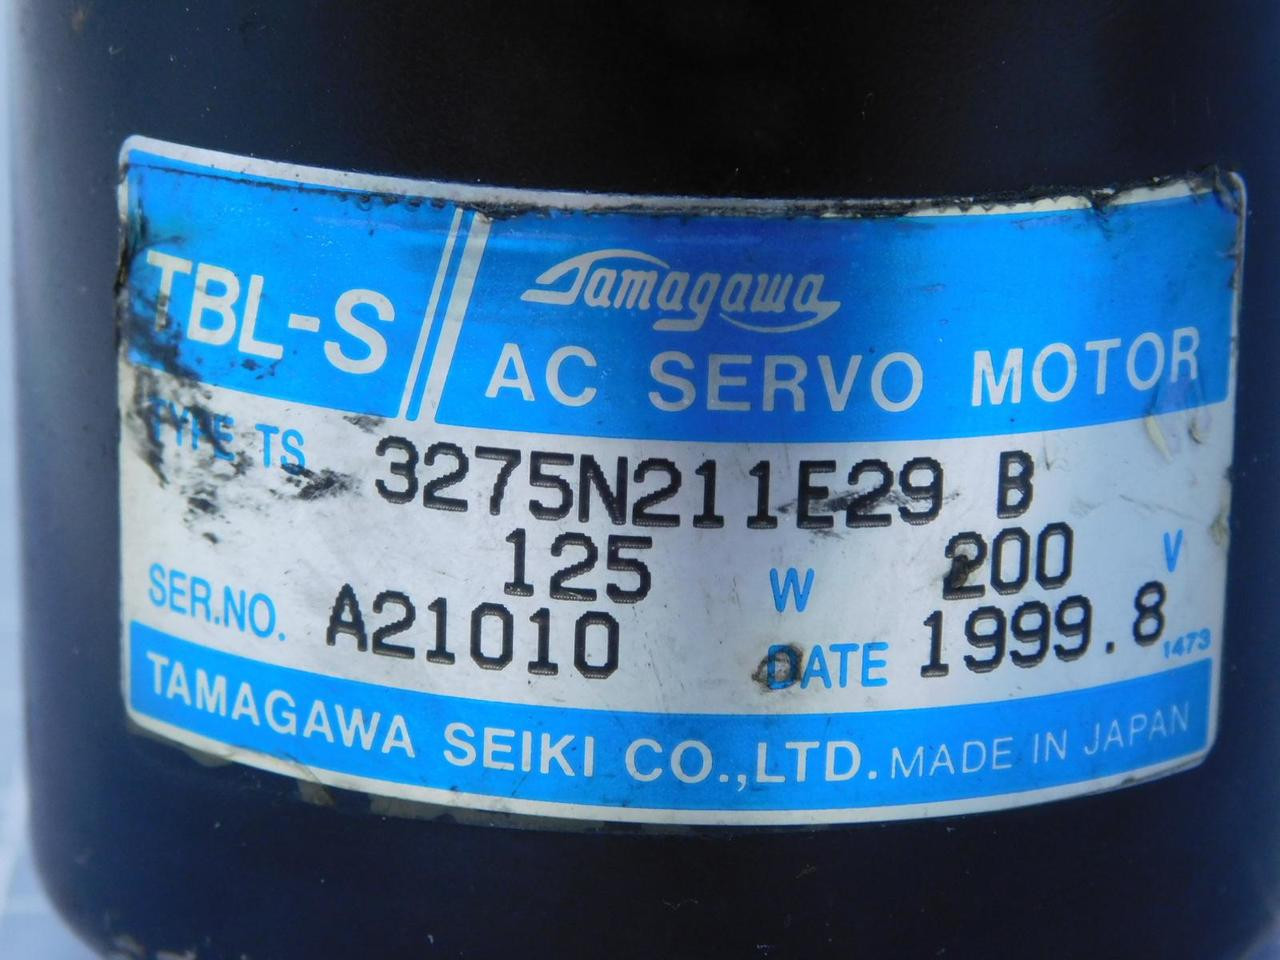 TBL-S
Tamagawa
AC SERVO MOTOR
TYPE TS 3275N211E29 B
125 W 200 V
SER.NO. A21010 DATE 1999.8
1473
TAMAGAWA SEIKI CO.,LTD. MADE IN JAPAN